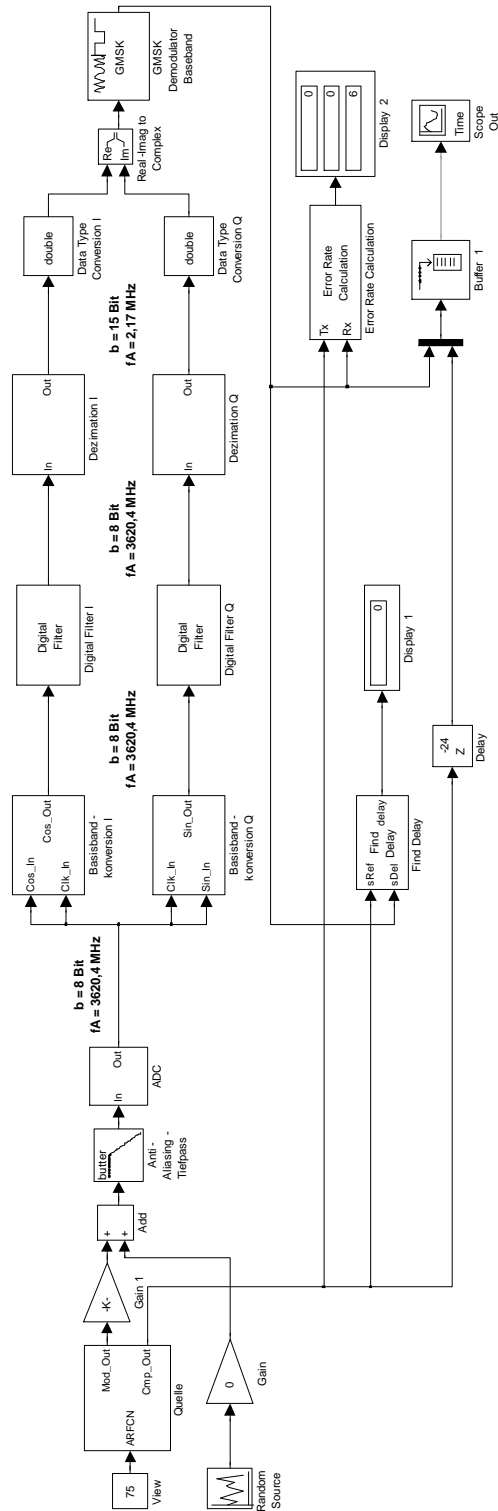 75
View
ARFCN
Mod_Out
Cmp_Out
Quelle
Random
Source
-K-
Gain 1
0
Gain
+
+
Add
butter
Anti -
Aliasing -
Tiefpass
In
Out
ADC
b = 8 Bit
fA = 3620,4 MHz
Cos_In
Clk_In
Cos_Out
Basisband -
konversion I
Clk_In
Sin_In
Sin_Out
Basisband -
konversion Q
b = 8 Bit
fA = 3620,4 MHz
Digital
Filter
Digital Filter I
Digital
Filter
Digital Filter Q
b = 8 Bit
fA = 3620,4 MHz
In
Out
Dezimation I
In
Out
Dezimation Q
b = 15 Bit
fA = 2,17 MHz
double
Data Type
Conversion I
double
Data Type
Conversion Q
Re
Im
Real -Imag to
Complex
GMSK
GMSK
Demodulator
Baseband
sRef
sDel
Find
Delay
delay
Find Delay
0
Display 1
-24
Z
Delay
Tx
Rx
Error Rate
Calculation
Error Rate Calculation
0
0
6
Display 2
Buffer 1
Time
Scope
Out